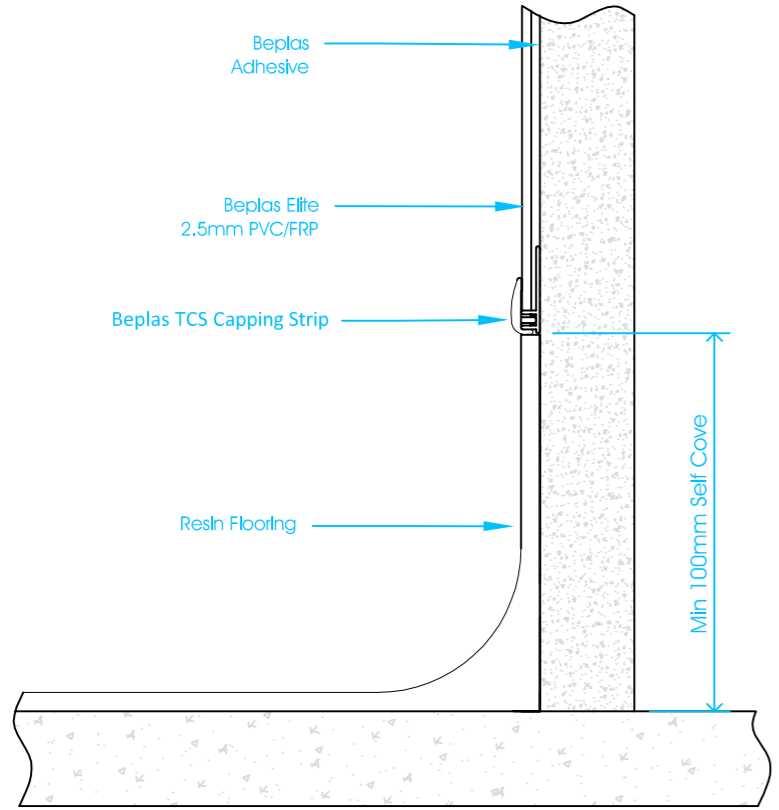 Beplas
Adhesive
Beplas Elite
2.5mm PVC/FRP
Beplas TCS Capping Strip
Resin Flooring
Min 100mm Self Cove